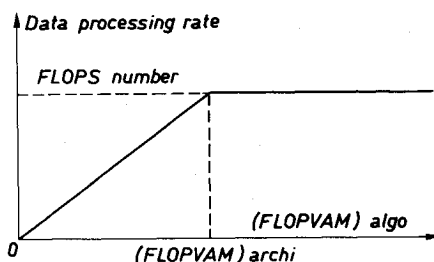 Data processing rate
FLOPS number
(FLOPVAM) algo
0
(FLOPVAM) archi